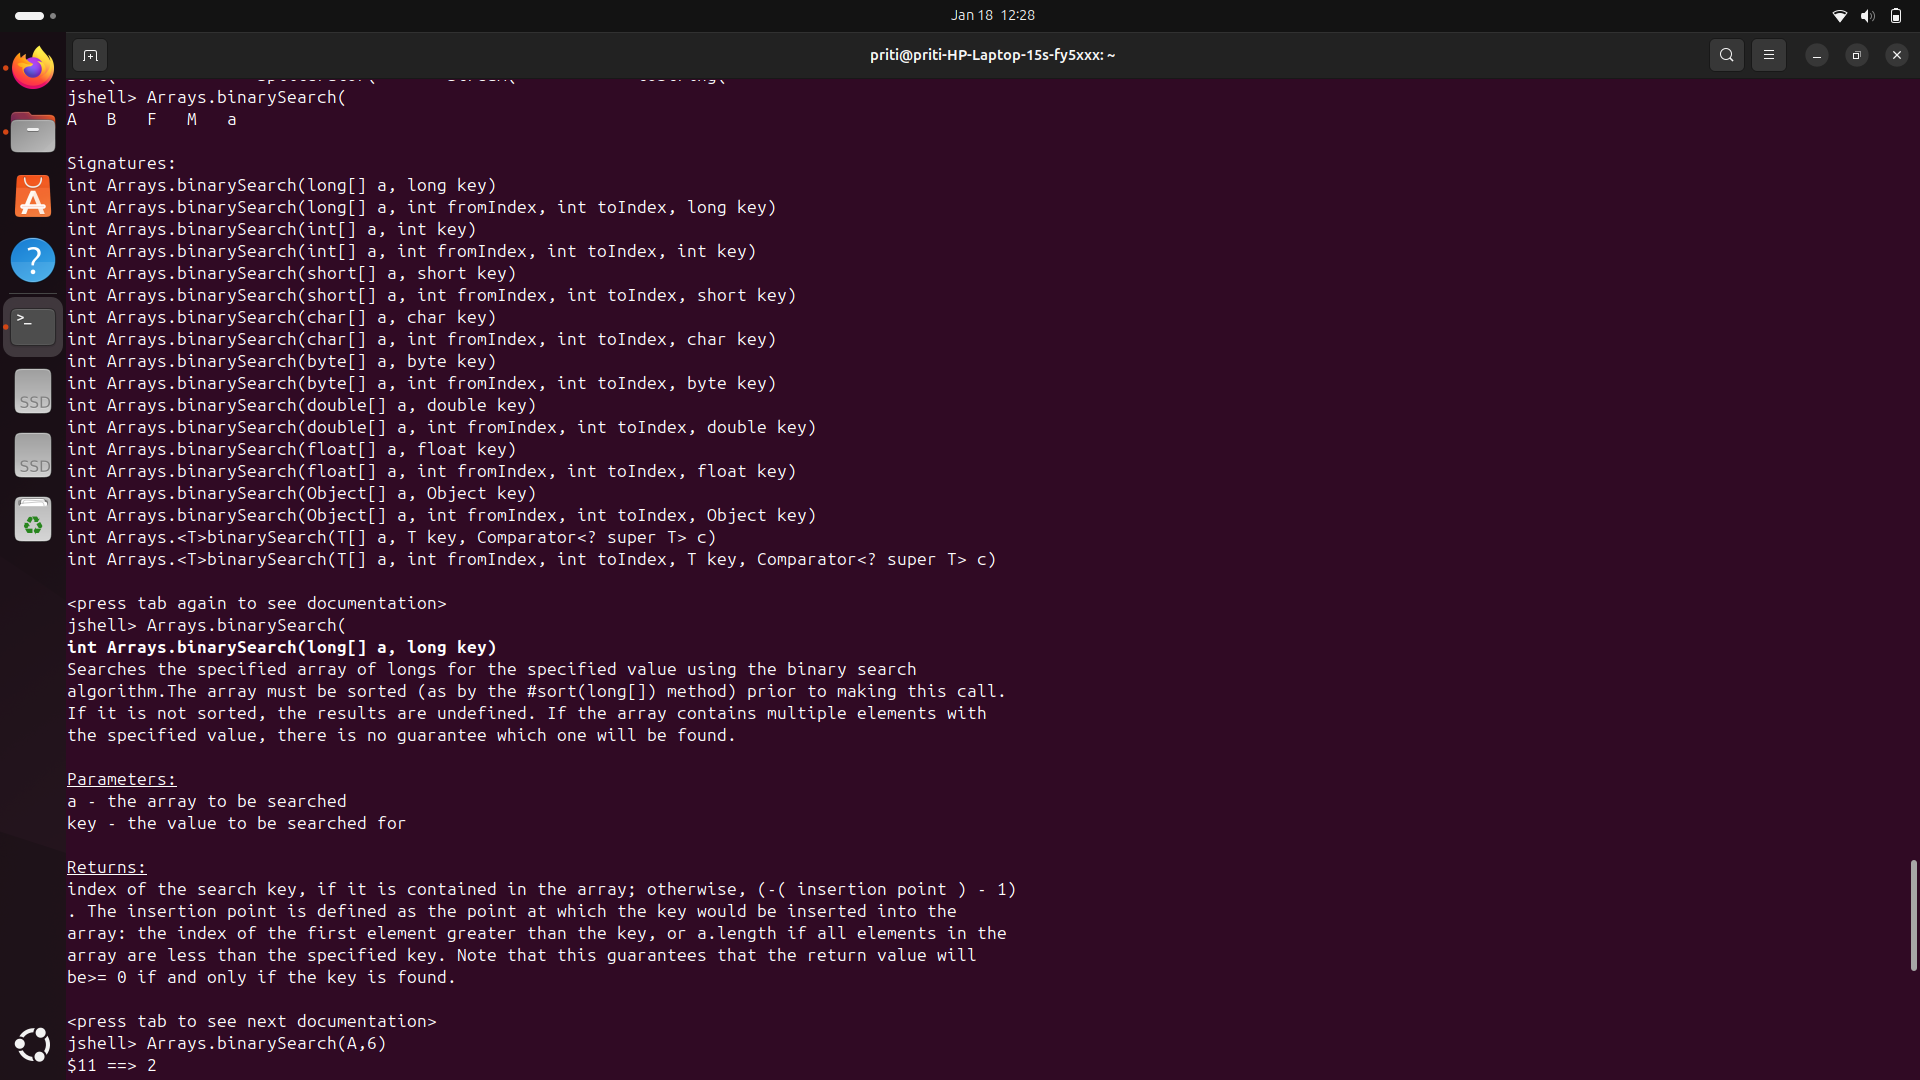 Jan 18 12:28
priti@priti-HP-Laptop-15s-fy5xxx: ~
jshell> Arrays.binarySearch(
A B F M a
Signatures:
int Arrays.binarySearch(long[] a, long key)
int Arrays.binarySearch(long[] a, int fromIndex, int toIndex, long key)
int Arrays.binarySearch(int[] a, int key)
int Arrays.binarySearch(int[] a, int fromIndex, int toIndex, int key)
int Arrays.binarySearch(short[] a, short key)
int Arrays.binarySearch(short[] a, int fromIndex, int toIndex, short key)
int Arrays.binarySearch(char[] a, char key)
int Arrays.binarySearch(char[] a, int fromIndex, int toIndex, char key)
int Arrays.binarySearch(byte[] a, byte key)
int Arrays.binarySearch(byte[] a, int fromIndex, int toIndex, byte key)
int Arrays.binarySearch(double[] a, double key)
int Arrays.binarySearch(double[] a, int fromIndex, int toIndex, double key)
int Arrays.binarySearch(float[] a, float key)
int Arrays.binarySearch(float[] a, int fromIndex, int toIndex, float key)
int Arrays.binarySearch(Object[] a, Object key)
int Arrays.binarySearch(Object[] a, int fromIndex, int toIndex, Object key)
int Arrays.<T>binarySearch(T[] a, T key, Comparator<? super T> c)
int Arrays.<T>binarySearch(T[] a, int fromIndex, int toIndex, T key, Comparator<? super T> c)
<press tab again to see documentation>
jshell> Arrays.binarySearch(
int Arrays.binarySearch(long[] a, long key)
Searches the specified array of longs for the specified value using the binary search
algorithm.The array must be sorted (as by the #sort(long[]) method) prior to making this call.
If it is not sorted, the results are undefined. If the array contains multiple elements with
the specified value, there is no guarantee which one will be found.
Parameters:
a - the array to be searched
key - the value to be searched for
Returns:
index of the search key, if it is contained in the array; otherwise, (-( insertion point ) - 1)
. The insertion point is defined as the point at which the key would be inserted into the
array: the index of the first element greater than the key, or a.length if all elements in the
array are less than the specified key. Note that this guarantees that the return value will
be>= 0 if and only if the key is found.
<press tab to see next documentation>
jshell> Arrays.binarySearch(A,6)
$11 ==> 2
SSD
SSD